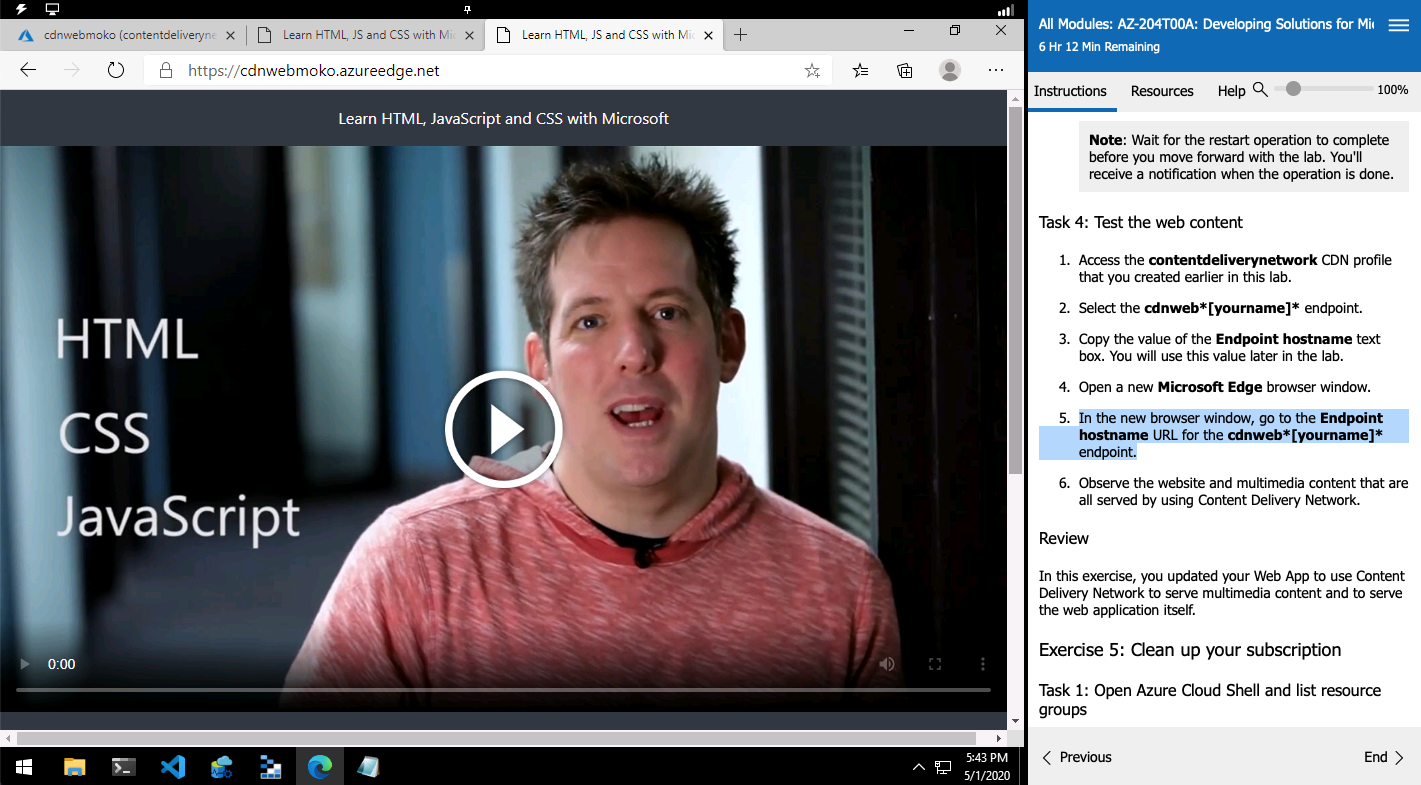 cdnwebmoko (contentdeliveryne
Learn HTML, JS and CSS with Mic
Learn HTML, JS and CSS with Mic
https://cdnwebmoko.azureedge.net
Learn HTML, JavaScript and CSS with Microsoft
HTML
CSS
JavaScript
0:00
5:43 PM
5/1/2020
All Modules: AZ-204T00A: Developing Solutions for Mic
6 Hr 12 Min Remaining
Instructions
Resources
Help
100%
Note: Wait for the restart operation to complete
before you move forward with the lab. You'll
receive a notification when the operation is done.
Task 4: Test the web content
1. Access the contentdeliverynetwork CDN profile
that you created earlier in this lab.
2. Select the cdnweb*[yourname]* endpoint.
3. Copy the value of the Endpoint hostname text
box. You will use this value later in the lab.
4. Open a new Microsoft Edge browser window.
5. In the new browser window, go to the Endpoint
hostname URL for the cdnweb*[yourname]*
endpoint.
6. Observe the website and multimedia content that are
all served by using Content Delivery Network.
Review
In this exercise, you updated your Web App to use Content
Delivery Network to serve multimedia content and to serve
the web application itself.
Exercise 5: Clean up your subscription
Task 1: Open Azure Cloud Shell and list resource
groups
Previous
End